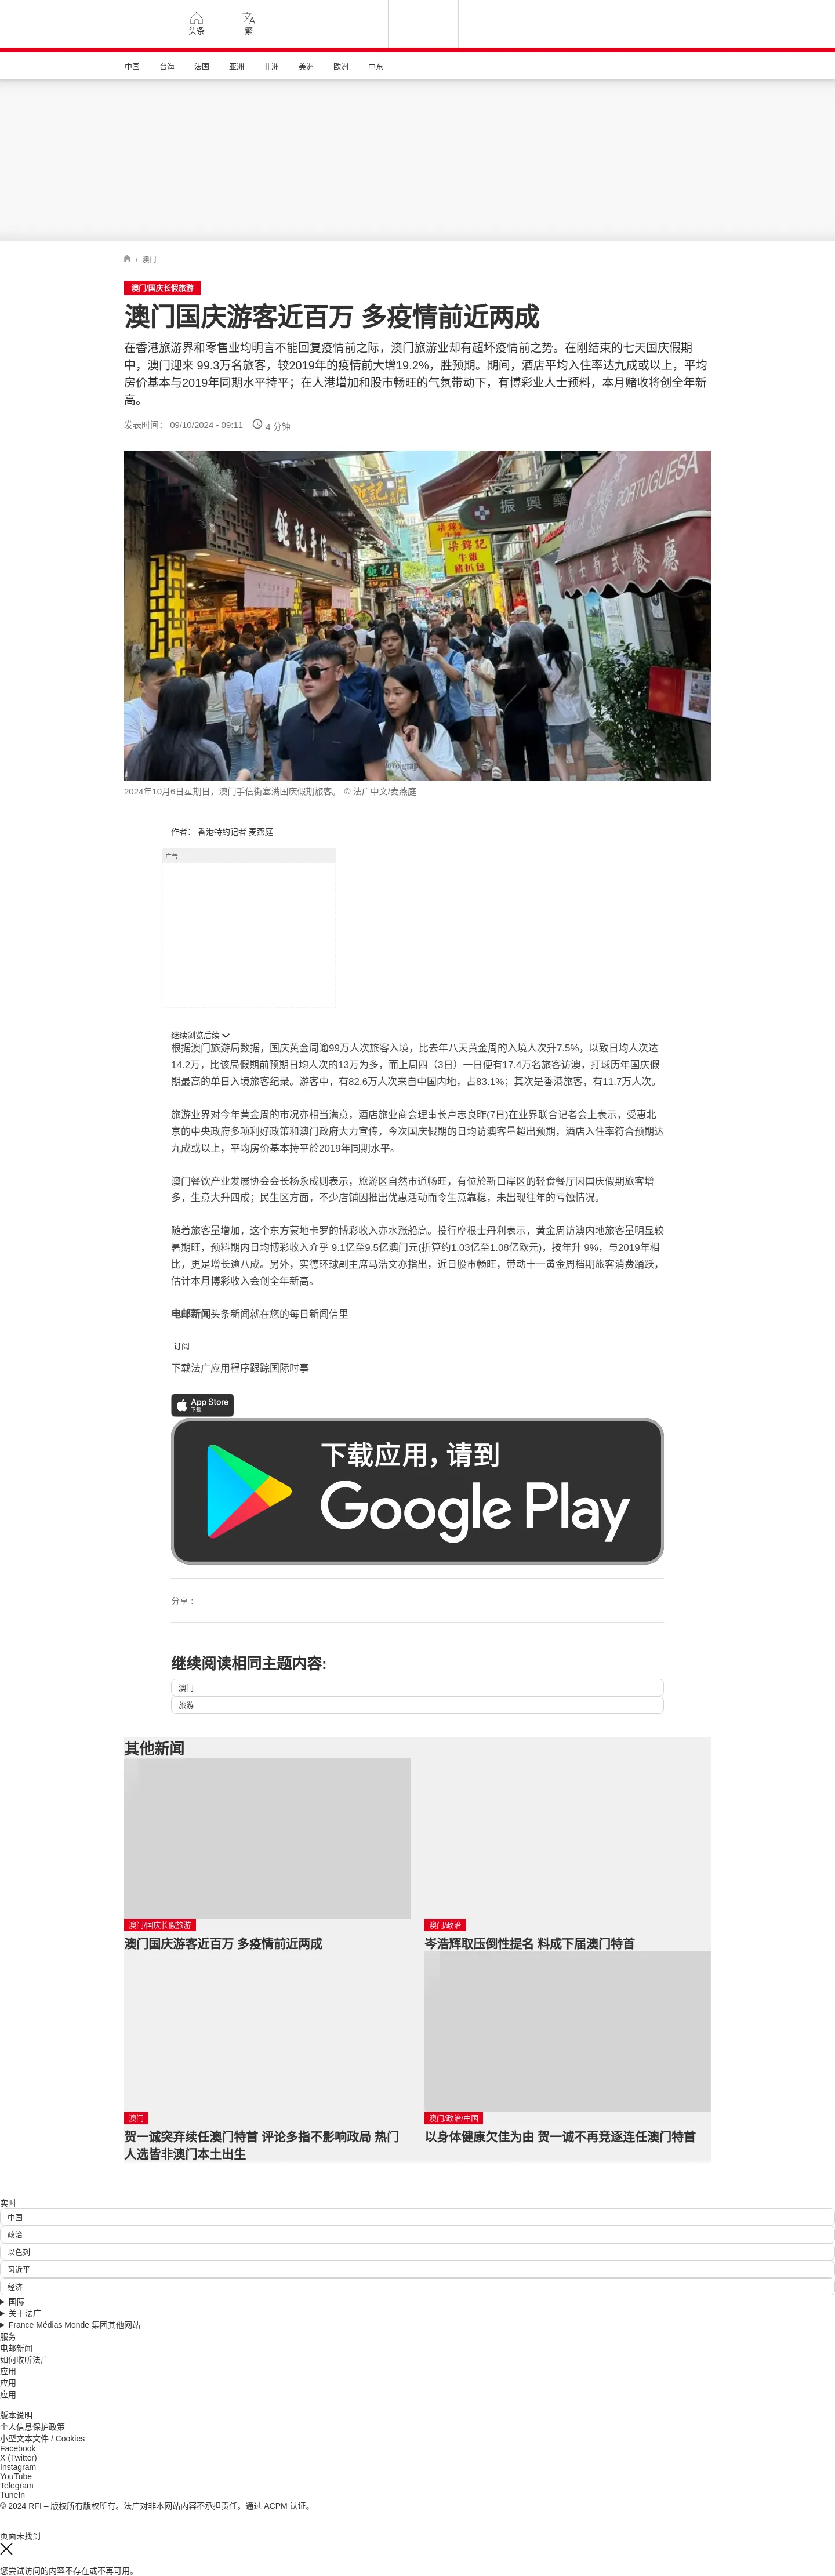 头条
繁
中国 台海 法国 亚洲 非洲 美洲 欧洲 中东
/ 澳门
澳门/国庆长假旅游
澳门国庆游客近百万 多疫情前近两成
在香港旅游界和零售业均明言不能回复疫情前之际，澳门旅游业却有超坏疫情前之势。在刚结束的七天国庆假期
中，澳门迎来 99.3万名旅客，较2019年的疫情前大增19.2%，胜预期。期间，酒店平均入住率达九成或以上，平均
房价基本与2019年同期水平持平；在人港增加和股市畅旺的气氛带动下，有博彩业人士预料，本月赌收将创全年新
高。
发表时间： 09/10/2024 - 09:11 4 分钟
鉅記手信
鉅記
鉅記
梁錦記
牛雜
豬扒包
振興藥
PORTUGUESA
士葡式餐廳
2024年10月6日星期日，澳门手信街塞满国庆假期旅客。 © 法广中文/麦燕庭
作者： 香港特约记者 麦燕庭
广告
继续浏览后续
根据澳门旅游局数据，国庆黄金周逾99万人次旅客入境，比去年八天黄金周的入境人次升7.5%，以致日均人次达
14.2万，比该局假期前预期日均人次的13万为多，而上周四（3日）一日便有17.4万名旅客访澳，打球历年国庆假
期最高的单日入境旅客纪录。游客中，有82.6万人次来自中国内地，占83.1%；其次是香港旅客，有11.7万人次。
旅游业界对今年黄金周的市况亦相当满意，酒店旅业商会理事长卢志良昨(7日)在业界联合记者会上表示，受惠北
京的中央政府多项利好政策和澳门政府大力宣传，今次国庆假期的日均访澳客量超出预期，酒店入住率符合预期达
九成或以上，平均房价基本持平於2019年同期水平。
澳门餐饮产业发展协会会长杨永成则表示，旅游区自然市道畅旺，有位於新口岸区的轻食餐厅因国庆假期旅客增
多，生意大升四成；民生区方面，不少店铺因推出优惠活动而令生意靠稳，未出现往年的亏蚀情况。
随着旅客量增加，这个东方蒙地卡罗的博彩收入亦水涨船高。投行摩根士丹利表示，黄金周访澳内地旅客量明显较
暑期旺，预料期内日均博彩收入介乎 9.1亿至9.5亿澳门元(折算约1.03亿至1.08亿欧元)，按年升 9%，与2019年相
比，更是增长逾八成。另外，实德环球副主席马浩文亦指出，近日股市畅旺，带动十一黄金周档期旅客消费踊跃，
估计本月博彩收入会创全年新高。
电邮新闻头条新闻就在您的每日新闻信里
订阅
下载法广应用程序跟踪国际时事
App Store
下载
下载应用，请到
Google Play
分享 :
继续阅读相同主题内容:
澳门
旅游
其他新闻
澳门/国庆长假旅游
澳门国庆游客近百万 多疫情前近两成
澳门/政治
岑浩辉取压倒性提名 料成下届澳门特首
澳门
贺一诚突弃续任澳门特首 评论多指不影响政局 热门
人选皆非澳门本土出生
澳门/政治/中国
以身体健康欠佳为由 贺一诚不再竞逐连任澳门特首
实时
中国
政治
以色列
习近平
经济
国际
关于法广
France Médias Monde 集团其他网站
服务
电邮新闻
如何收听法广
应用
应用
应用
版本说明
个人信息保护政策
小型文本文件 / Cookies
Facebook
X (Twitter)
Instagram
YouTube
Telegram
TuneIn
© 2024 RFI – 版权所有版权所有。法广对非本网站内容不承担责任。通过 ACPM 认证。
页面未找到
您尝试访问的内容不存在或不再可用。